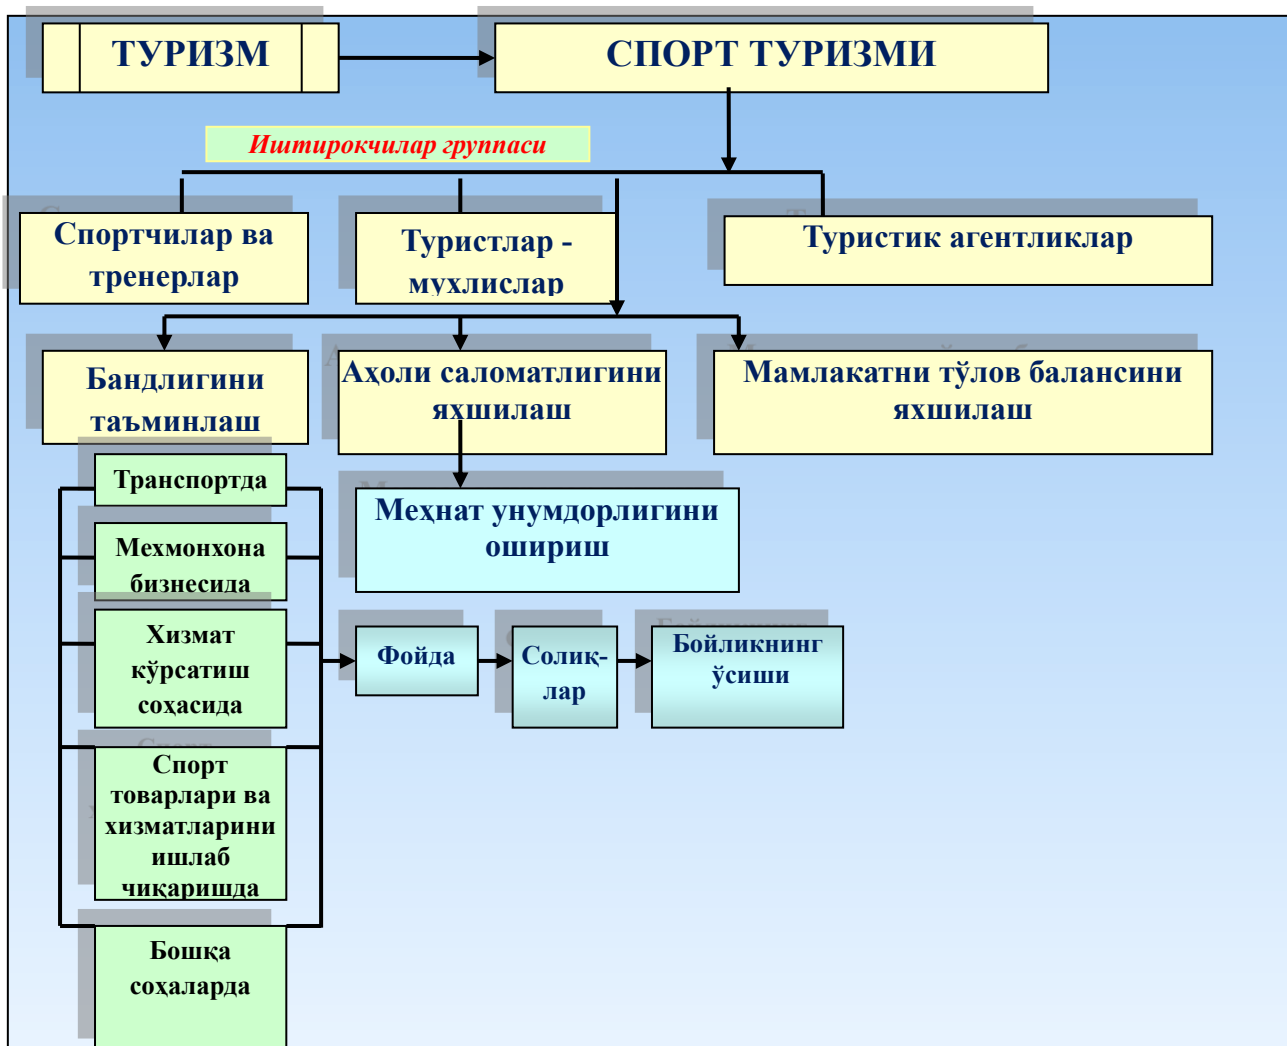 ТУРИЗМ
СПОРТ ТУРИЗМИ
Иштирокчилар группаси
Спортчилар ва
тренерлар
Туристлар -
мухлислар
Туристик агентликлар
Бандлигини
таъминлаш
Аҳоли саломатлигини
яхшилаш
Мамлакатни тўлов балансини
яхшилаш
Транспортда
Мехмонхона
бизнесида
Хизмат
кўрсатиш
соҳасида
Спорт
товарлари ва
хизматларини
ишлаб
чиқаришда
Бошқа
соҳаларда
Меҳнат унумдорлигини
ошириш
Фойда
Солиқ-
лар
Бойликнинг
ўсиши